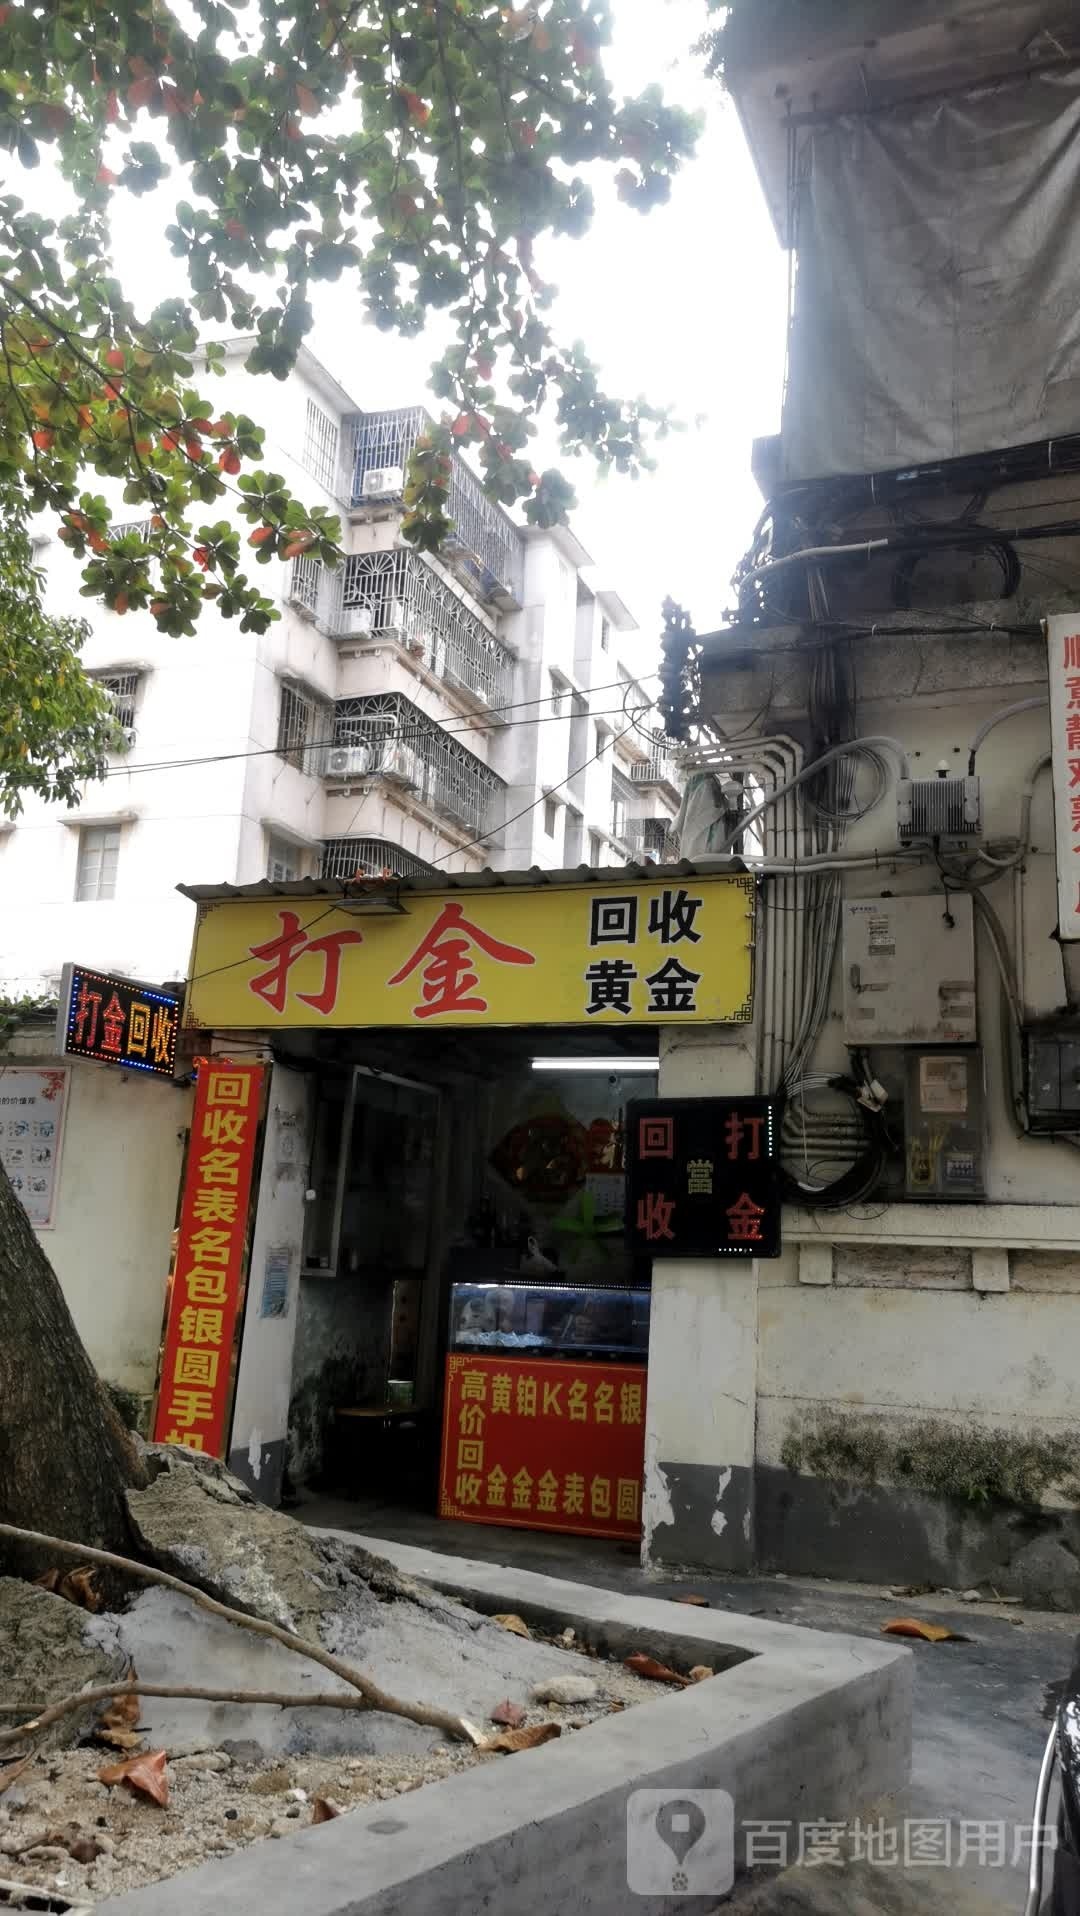 打金
回收
黄金
打金回收
回收名表名包银圆手机
回 打
當
收 金
高价回收
黄金
铂金
K金
名表
名包
银圆
顺意
百度地图用户